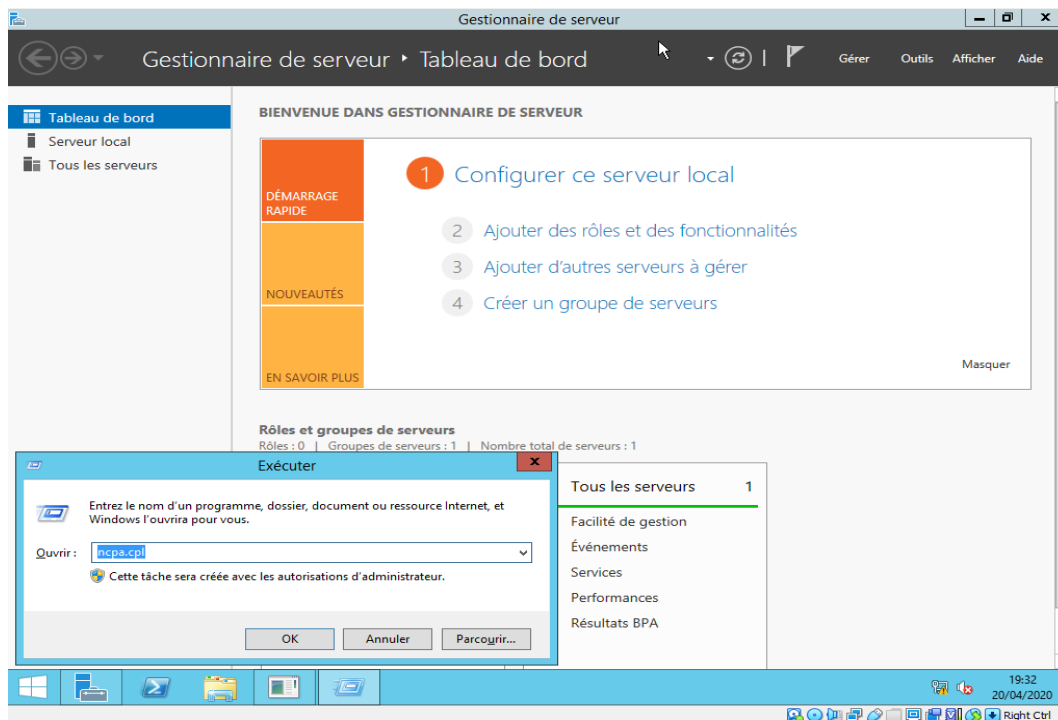 Gestionnaire de serveur
Gestionnaire de serveur ‣ Tableau de bord
Gérer Outils Afficher Aide
Tableau de bord
Serveur local
Tous les serveurs
BIENVENUE DANS GESTIONNAIRE DE SERVEUR
DÉMARRAGE
RAPIDE
NOUVEAUTÉS
EN SAVOIR PLUS
1 Configurer ce serveur local
2 Ajouter des rôles et des fonctionnalités
3 Ajouter d'autres serveurs à gérer
4 Créer un groupe de serveurs
Masquer
Rôles et groupes de serveurs
Rôles : 0 | Groupes de serveurs : 1 | Nombre total de serveurs : 1
Tous les serveurs 1
Facilité de gestion
Événements
Services
Performances
Résultats BPA
Exécuter
Entrez le nom d'un programme, dossier, document ou ressource Internet, et
Windows l'ouvrira pour vous.
Ouvrir : ncpa.cpl
Cette tâche sera créée avec les autorisations d'administrateur.
OK Annuler Parcourir...
19:32
20/04/2020
Right Ctrl